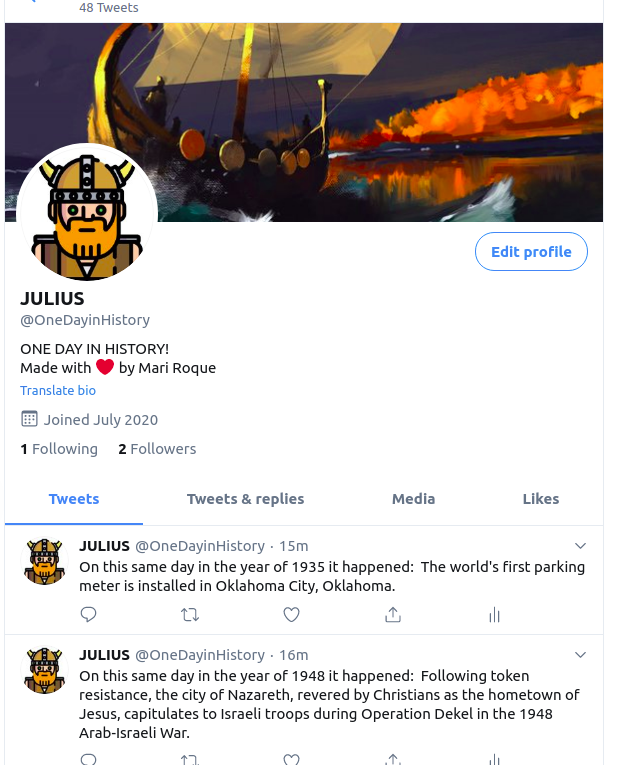 48 Tweets
Edit profile
JULIUS
@OneDayinHistory
ONE DAY IN HISTORY!
Made with ❤ by Mari Roque
Translate bio
Joined July 2020
1 Following 2 Followers
Tweets Tweets & replies Media Likes
JULIUS @OneDayinHistory · 15m
On this same day in the year of 1935 it happened:  The world's first parking
meter is installed in Oklahoma City, Oklahoma.
JULIUS @OneDayinHistory · 16m
On this same day in the year of 1948 it happened:  Following token
resistance, the city of Nazareth, revered by Christians as the hometown of
Jesus, capitulates to Israeli troops during Operation Dekel in the 1948
Arab-Israeli War.